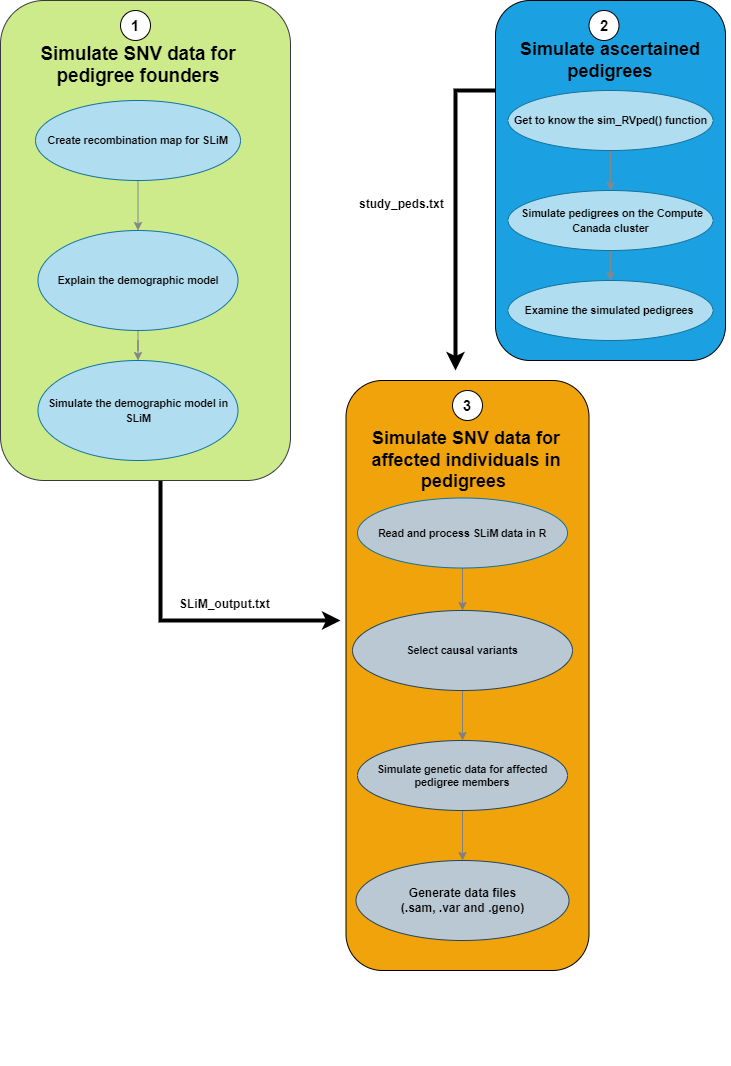 1
Simulate SNV data for
pedigree founders
Create recombination map for SLiM
Explain the demographic model
Simulate the demographic model in
SLiM
SLiM_output.txt
2
Simulate ascertained
pedigrees
Get to know the sim_RVped() function
Simulate pedigrees on the Compute
Canada cluster
Examine the simulated pedigrees
study_peds.txt
3
Simulate SNV data for
affected individuals in
pedigrees
Read and process SLiM data in R
Select causal variants
Simulate genetic data for affected
pedigree members
Generate data files
(.sam, .var and .geno)